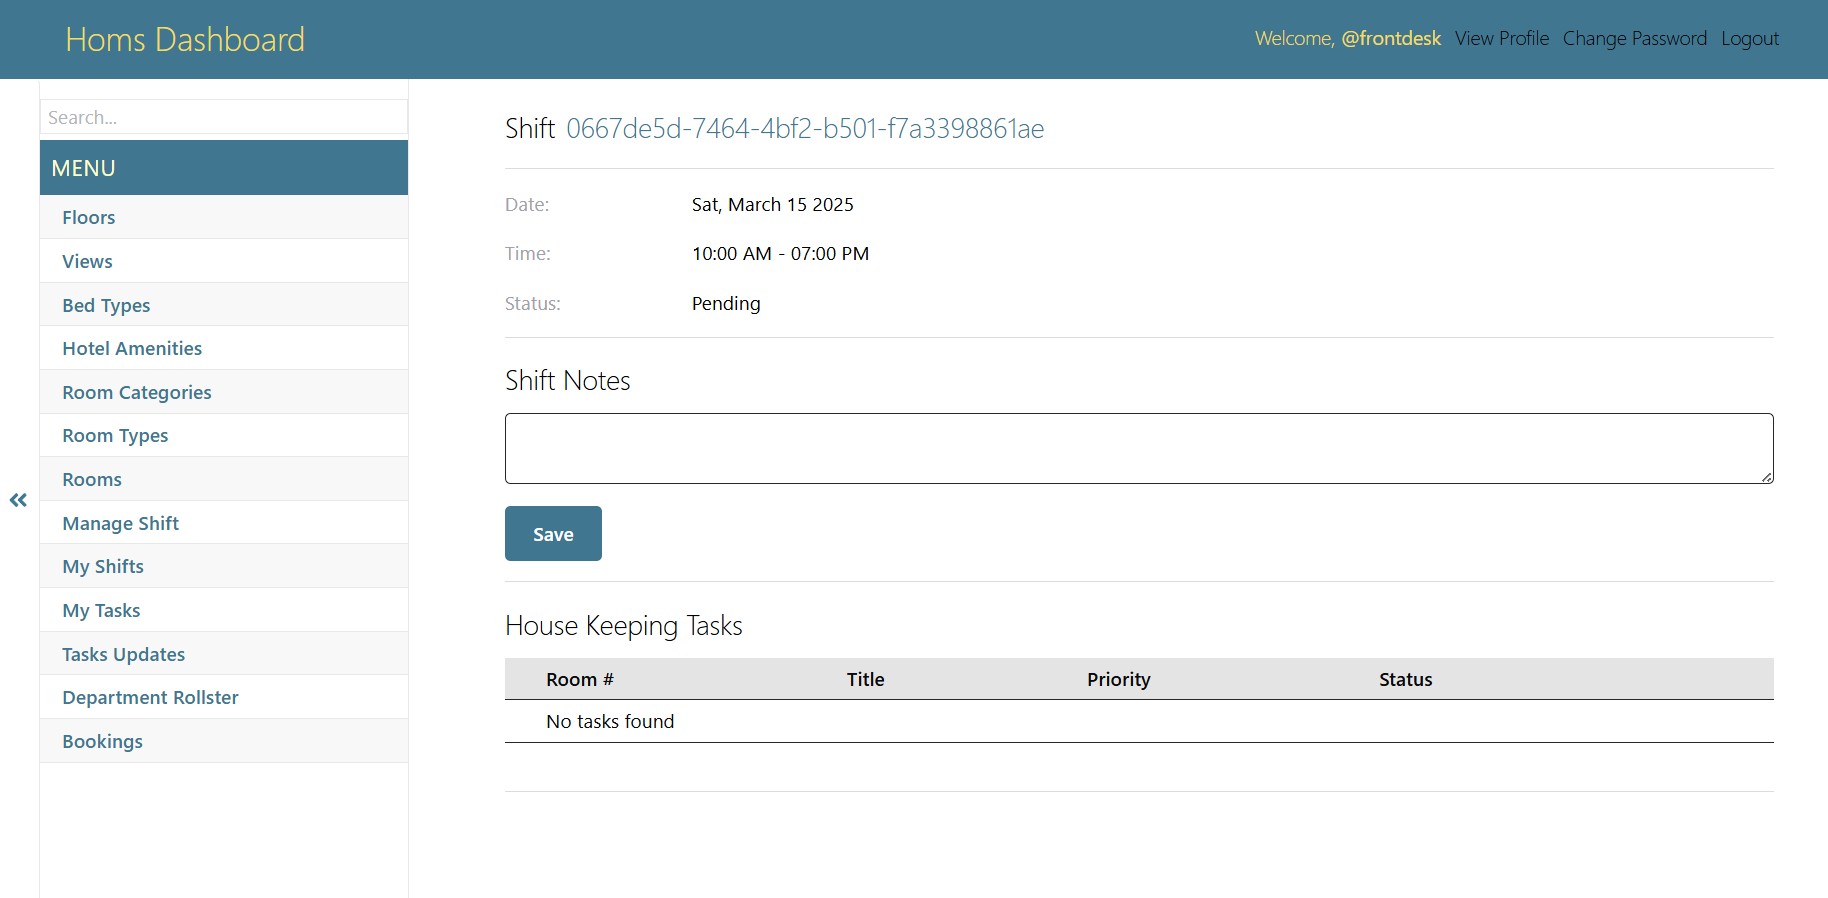 Homs Dashboard
Welcome, @frontdesk View Profile Change Password Logout
Search...
MENU
Floors
Views
Bed Types
Hotel Amenities
Room Categories
Room Types
Rooms
Manage Shift
My Shifts
My Tasks
Tasks Updates
Department Rollster
Bookings
Shift 0667de5d-7464-4bf2-b501-f7a3398861ae
Date: Sat, March 15 2025
Time: 10:00 AM - 07:00 PM
Status: Pending
Shift Notes
Save
House Keeping Tasks
Room # Title Priority Status
No tasks found